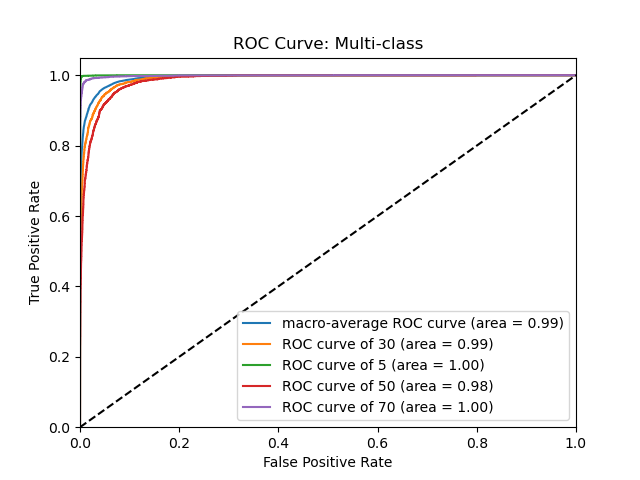 ROC Curve: Multi-class
True Positive Rate
1.0
0.8
0.6
0.4
0.2
0.0
macro-average ROC curve (area = 0.99)
ROC curve of 30 (area = 0.99)
ROC curve of 5 (area = 1.00)
ROC curve of 50 (area = 0.98)
ROC curve of 70 (area = 1.00)
0.0 0.2 0.4 0.6 0.8 1.0
False Positive Rate